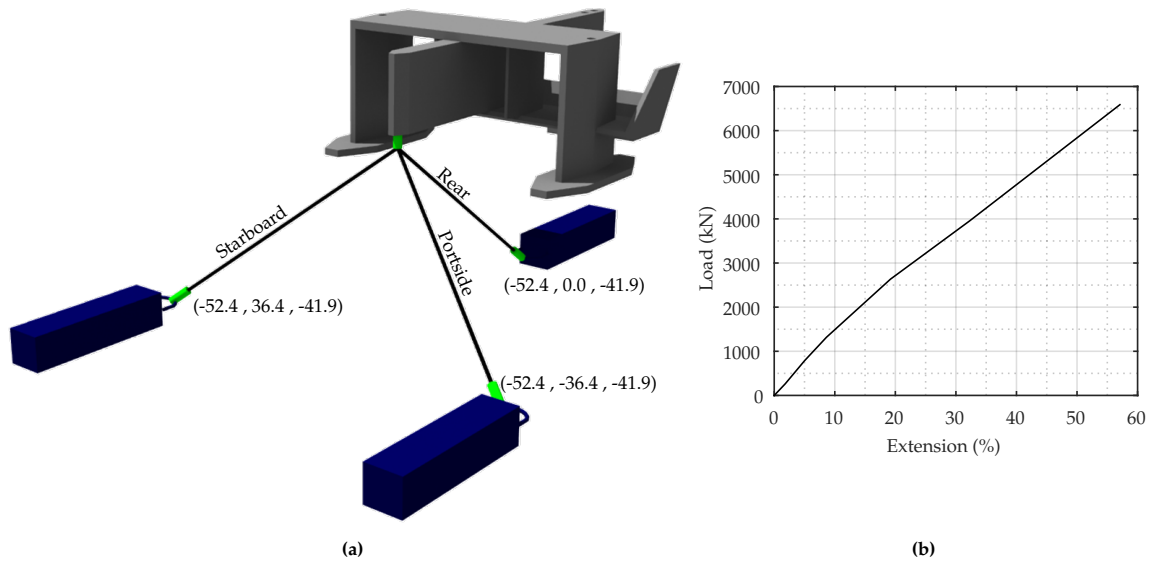 Starboard
Rear
Portside
(-52.4 , 36.4 , -41.9)
(-52.4 , 0.0 , -41.9)
(-52.4 , -36.4 , -41.9)
(a)
7000
6000
5000
4000
3000
2000
1000
0
Load (kN)
0 10 20 30 40 50 60
Extension (%)
(b)